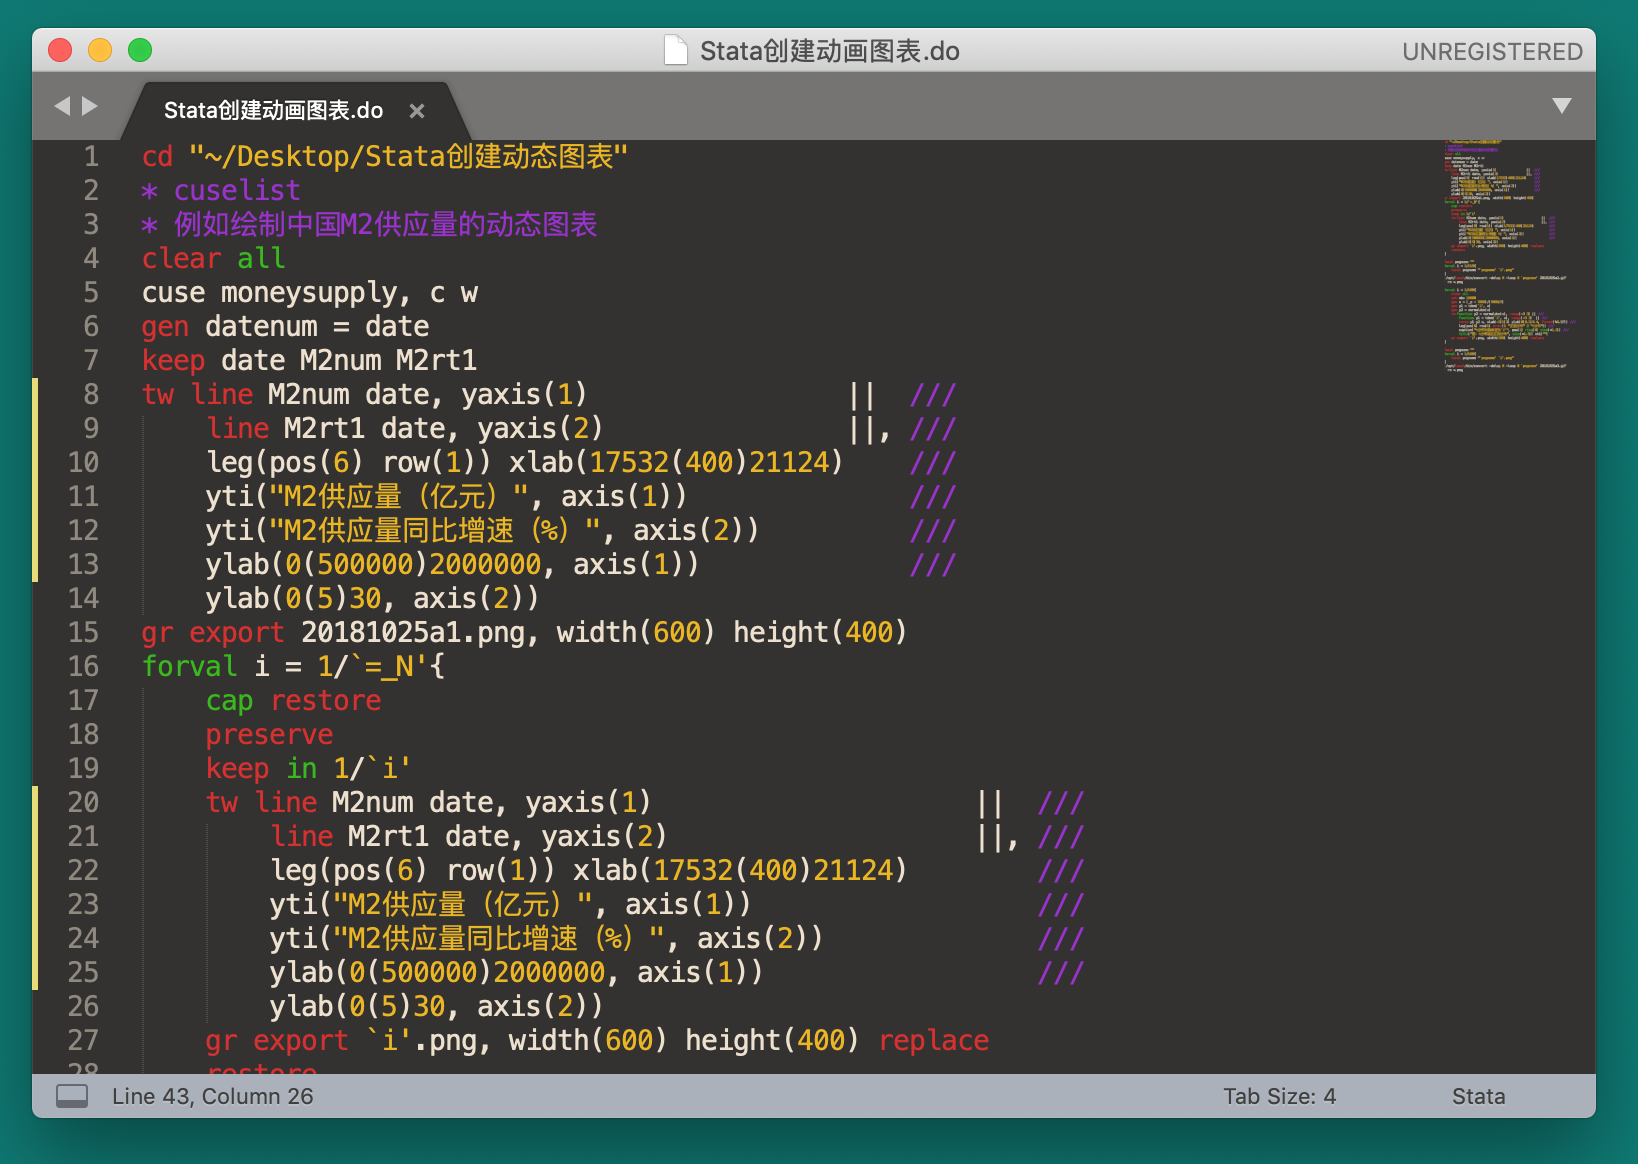 Stata创建动画图表.do
UNREGISTERED
Stata创建动画图表.do ×
1 cd "~/Desktop/Stata创建动态图表"
2 * cuselist
3 * 例如绘制中国M2供应量的动态图表
4 clear all
5 cuse moneysupply, c w
6 gen datenum = date
7 keep date M2num M2rt1
8 tw line M2num date, yaxis(1) || ///
9 line M2rt1 date, yaxis(2) ||, ///
10 leg(pos(6) row(1)) xlab(17532(400)21124) ///
11 yti("M2供应量（亿元）", axis(1)) ///
12 yti("M2供应量同比增速（%）", axis(2)) ///
13 ylab(0(500000)2000000, axis(1)) ///
14 ylab(0(5)30, axis(2))
15 gr export 20181025a1.png, width(600) height(400)
16 forval i = 1/`=_N'{
17 cap restore
18 preserve
19 keep in 1/`i'
20 tw line M2num date, yaxis(1) || ///
21 line M2rt1 date, yaxis(2) ||, ///
22 leg(pos(6) row(1)) xlab(17532(400)21124) ///
23 yti("M2供应量（亿元）", axis(1)) ///
24 yti("M2供应量同比增速（%）", axis(2)) ///
25 ylab(0(500000)2000000, axis(1)) ///
26 ylab(0(5)30, axis(2))
27 gr export `i'.png, width(600) height(400) replace
28 restore
Line 43, Column 26
Tab Size: 4
Stata